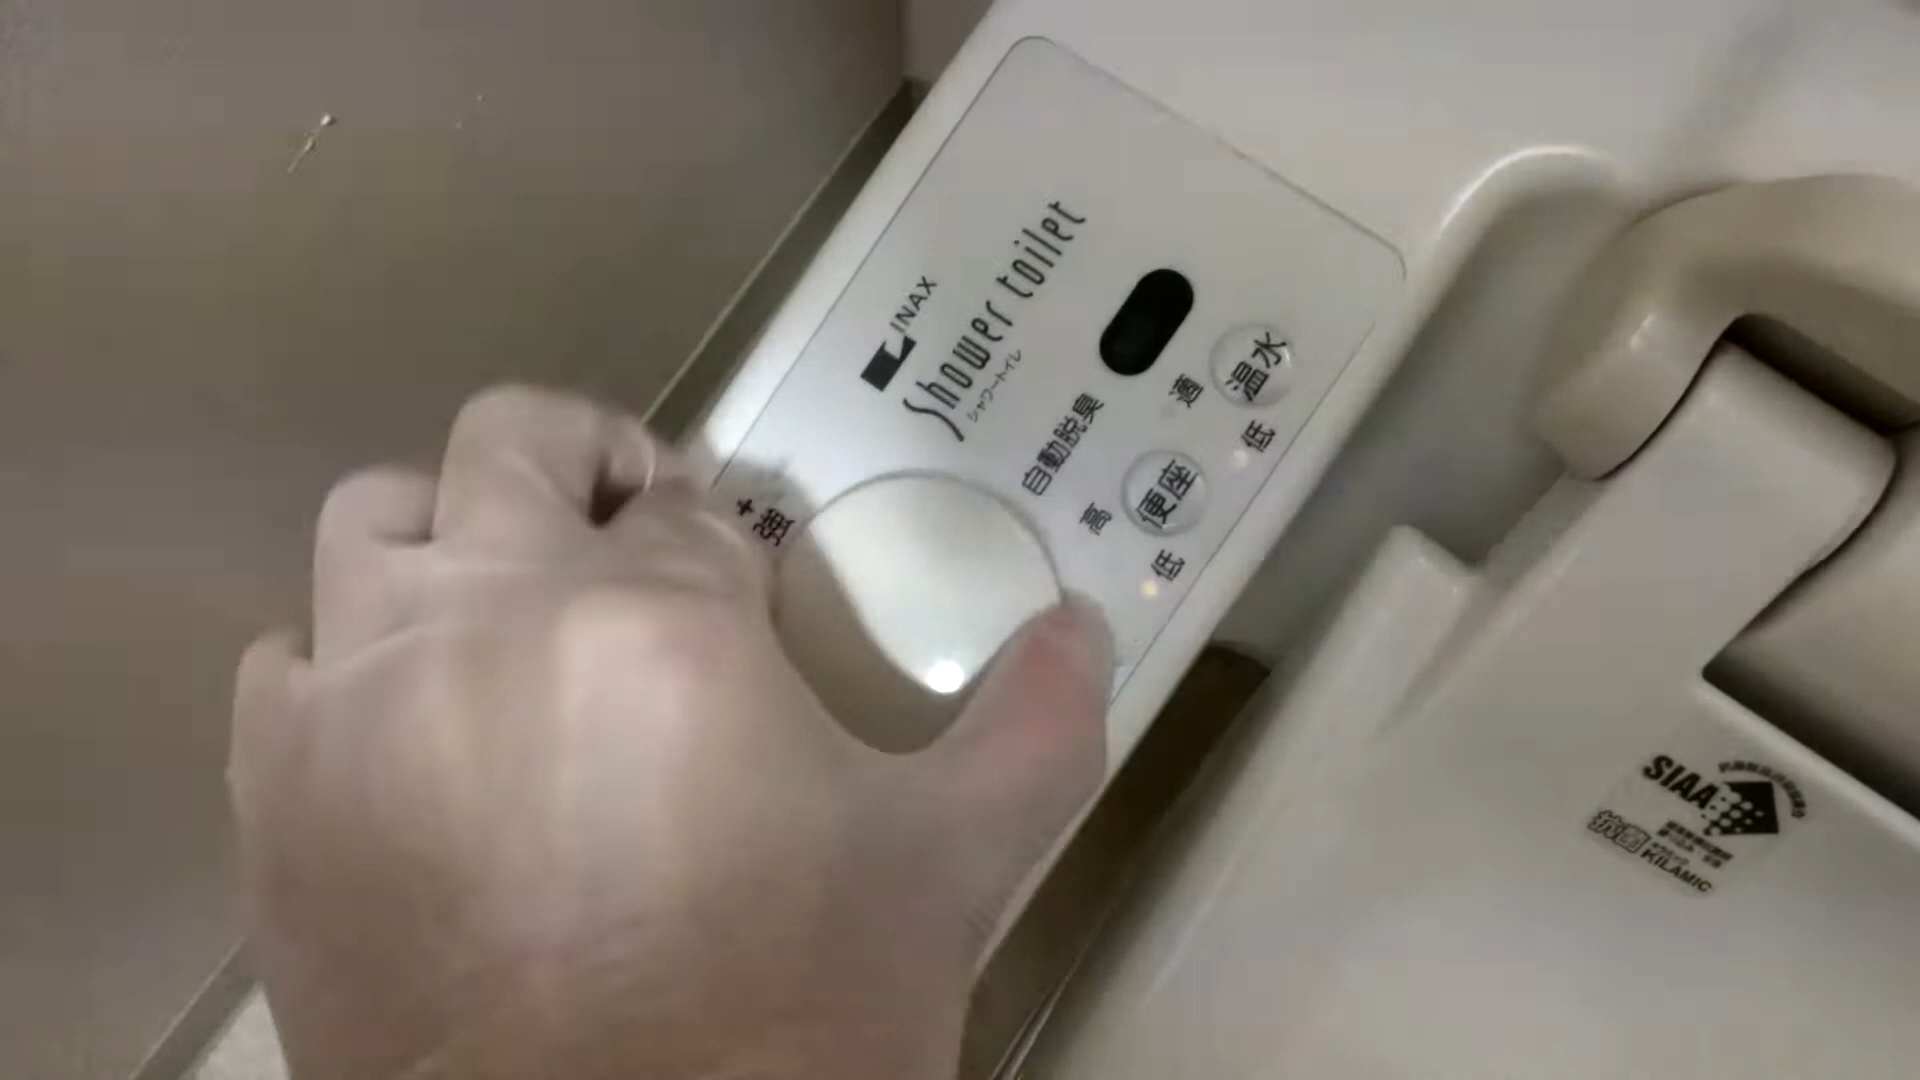 INAX
Shower toilet
シャワートイレ
自動脱臭
適
温水
低
高
便座
低
+
強
SIAA
抗菌
KILAMIC